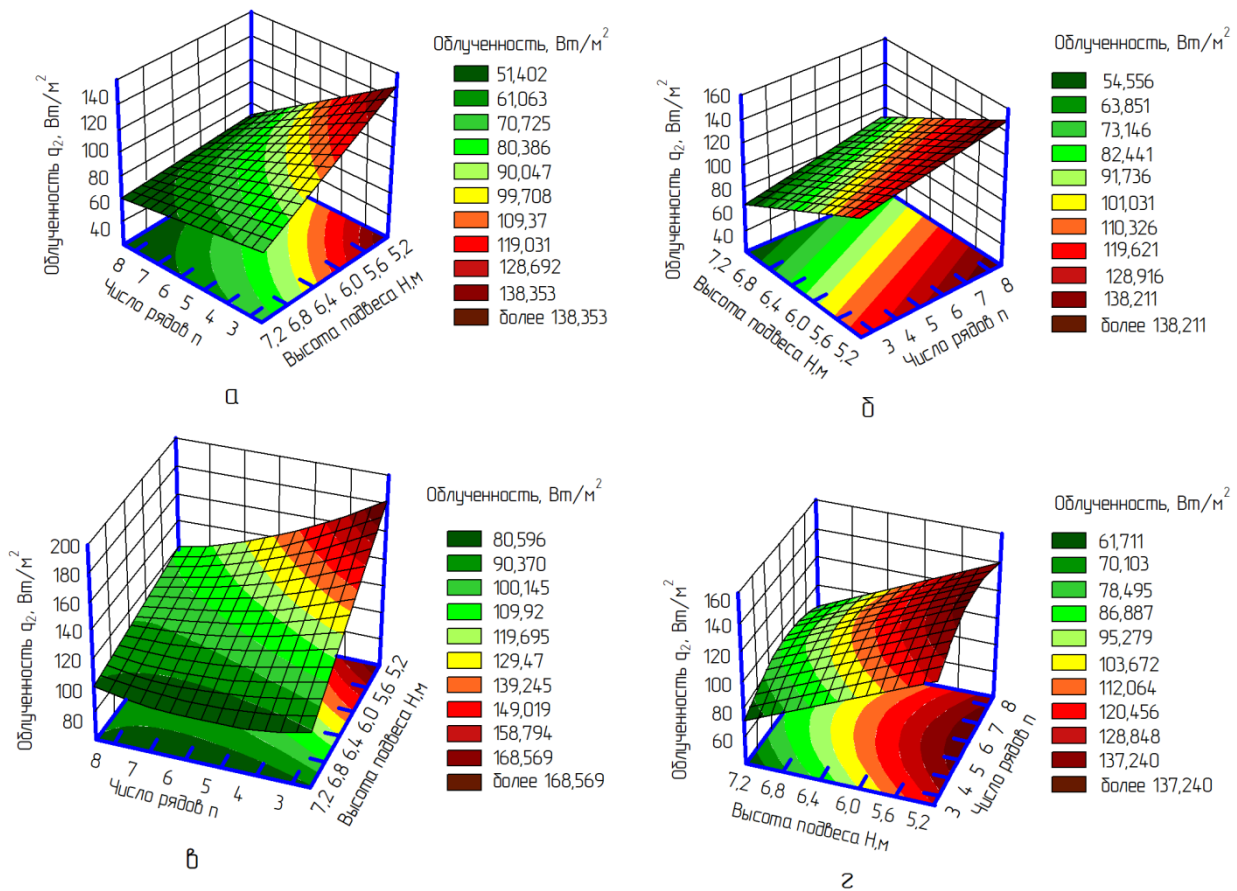 Облученность, Вт/м²
51,402
61,063
70,725
80,386
90,047
99,708
109,37
119,031
128,692
138,353
более 138,353
Облученность q₂, Вт/м²
140
120
100
80
60
40
8 7 6 5 4 3
Число рядов n
7,2 6,8 6,4 6.0 5,6 5,2
Высота подвеса Н,м
а
Облученность, Вт/м²
54,556
63,851
73,146
82,441
91,736
101,031
110,326
119,621
128,916
138,211
более 138,211
Облученность q₂, Вт/м²
160
140
120
100
80
60
40
7,2 6,8 6,4 6.0 5,6 5,2
Высота подвеса Н,м
3 4 5 6 7 8
Число рядов n
б
Облученность, Вт/м²
80,596
90,370
100,145
109,92
119,695
129,47
139,245
149,019
158,794
168,569
более 168,569
Облученность q₂, Вт/м²
200
180
160
140
120
100
80
8 7 6 5 4 3
Число рядов n
7,2 6.8 6.4 6.0 5.6 5,2
Высота подвеса Н,м
в
Облученность, Вт/м²
61,711
70,103
78,495
86,887
95,279
103,672
112,064
120,456
128,848
137,240
более 137,240
Облученность q₂, Вт/м²
160
140
120
100
80
60
7,2 6,8 6,4 6,0 5,6 5,2
Высота подвеса Н,м
3 4 5 6 7 8
Число рядов n
г